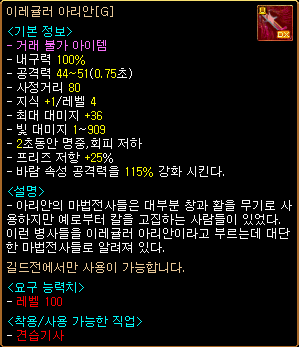 이레귤러 아리안[G]
<기본 정보>
- 거래 불가 아이템
- 내구력 100%
- 공격력 44~51(0.75초)
- 사정거리 80
- 지식 +1/레벨 4
- 최대 대미지 +36
- 빛 대미지 1~909
- 2초동안 명중,회피 저하
- 프리즈 저항 +25%
- 바람 속성 공격력을 115% 강화 시킨다.
<설명>
- 아리안의 마법전사들은 대부분 창과 활을 무기로 사
용하지만 예로부터 칼을 고집하는 사람들이 있었다.
이런 병사들을 이레귤러 아리안이라고 부르는데 대단
한 마법전사들로 알려져 있다.
길드전에서만 사용이 가능합니다.
<요구 능력치>
- 레벨 100
<착용/사용 가능한 직업>
- 견습기사